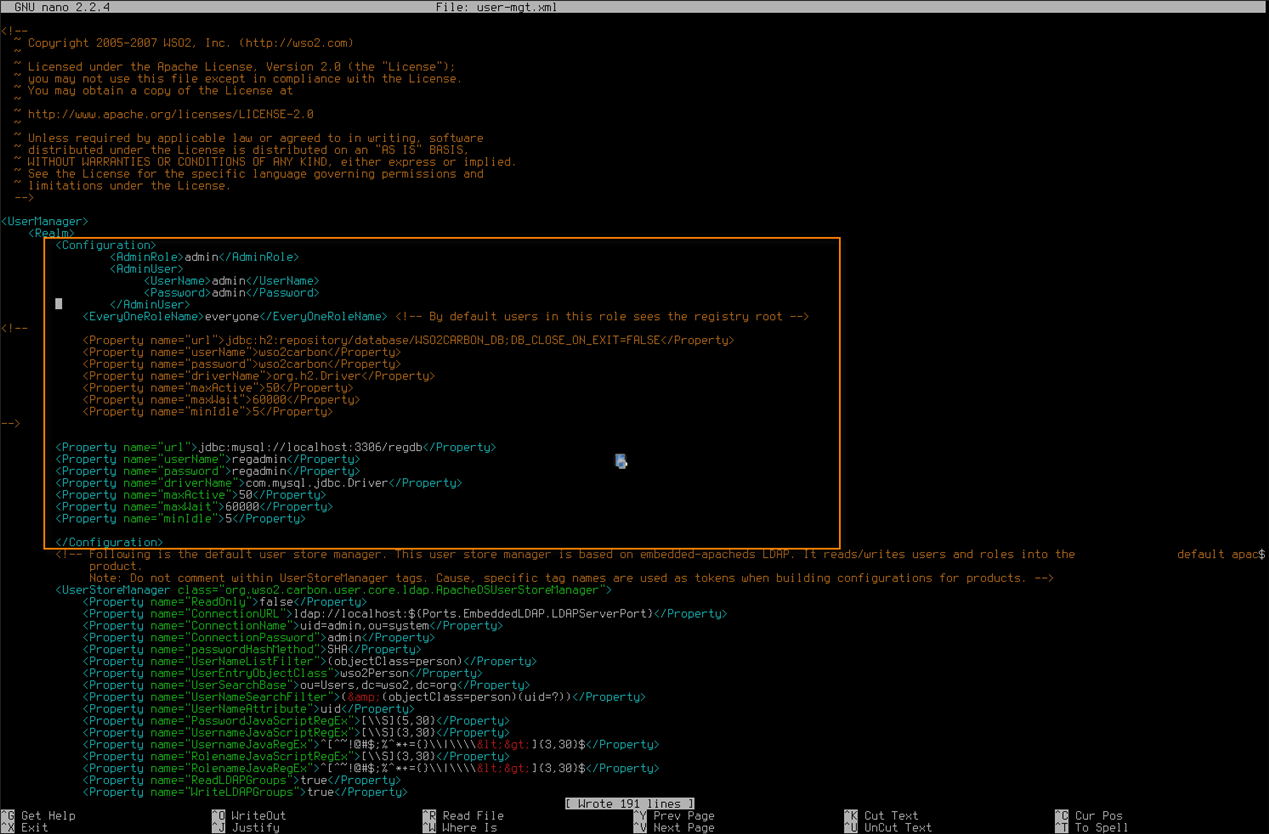 GNU nano 2.2.4 File: user-mgt.xml
<!--
~ Copyright 2005-2007 WSO2, Inc. (http://wso2.com)
~
~ Licensed under the Apache License, Version 2.0 (the "License");
~ you may not use this file except in compliance with the License.
~ You may obtain a copy of the License at
~
~ http://www.apache.org/licenses/LICENSE-2.0
~
~ Unless required by applicable law or agreed to in writing, software
~ distributed under the License is distributed on an "AS IS" BASIS,
~ WITHOUT WARRANTIES OR CONDITIONS OF ANY KIND, either express or implied.
~ See the License for the specific language governing permissions and
~ limitations under the License.
-->
<UserManager>
<Realm>
<Configuration>
<AdminRole>admin</AdminRole>
<AdminUser>
<UserName>admin</UserName>
<Password>admin</Password>
</AdminUser>
<EveryOneRoleName>everyone</EveryOneRoleName> <!-- By default users in this role sees the registry root -->
<!--
<Property name="url">jdbc:h2:repository/database/WSO2CARBON_DB;DB_CLOSE_ON_EXIT=FALSE</Property>
<Property name="userName">wso2carbon</Property>
<Property name="password">wso2carbon</Property>
<Property name="driverName">org.h2.Driver</Property>
<Property name="maxActive">50</Property>
<Property name="maxWait">60000</Property>
<Property name="minIdle">5</Property>
-->
<Property name="url">jdbc:mysql://localhost:3306/regdb</Property>
<Property name="userName">regadmin</Property>
<Property name="password">regadmin</Property>
<Property name="driverName">com.mysql.jdbc.Driver</Property>
<Property name="maxActive">50</Property>
<Property name="maxWait">60000</Property>
<Property name="minIdle">5</Property>
</Configuration>
<!-- Following is the default user store manager. This user store manager is based on embedded-apacheds LDAP. It reads/writes users and roles into the default apac$
product.
Note: Do not comment within UserStoreManager tags. Cause, specific tag names are used as tokens when building configurations for products. -->
<UserStoreManager class="org.wso2.carbon.user.core.ldap.ApacheDSUserStoreManager">
<Property name="ReadOnly">false</Property>
<Property name="ConnectionURL">ldap://localhost:${Ports.EmbeddedLDAP.LDAPServerPort}</Property>
<Property name="ConnectionName">uid=admin,ou=system</Property>
<Property name="ConnectionPassword">admin</Property>
<Property name="passwordHashMethod">SHA</Property>
<Property name="UserNameListFilter">(objectClass=person)</Property>
<Property name="UserEntryObjectClass">wso2Person</Property>
<Property name="UserSearchBase">ou=Users,dc=wso2,dc=org</Property>
<Property name="UserNameSearchFilter">(&amp;(objectClass=person)(uid=?))</Property>
<Property name="UserNameAttribute">uid</Property>
<Property name="PasswordJavaScriptRegEx">[\\S]{5,30}</Property>
<Property name="UsernameJavaScriptRegEx">[\\S]{3,30}</Property>
<Property name="UsernameJavaRegEx">^[^~!@#$;%^*+={}\\|\\\\&lt;&gt;]{3,30}$</Property>
<Property name="RolenameJavaScriptRegEx">[\\S]{3,30}</Property>
<Property name="RolenameJavaRegEx">^[^~!@#$;%^*+={}\\|\\\\&lt;&gt;]{3,30}$</Property>
<Property name="ReadLDAPGroups">true</Property>
<Property name="WriteLDAPGroups">true</Property>
[ Wrote 191 lines ]
^G Get Help ^O WriteOut ^R Read File ^Y Prev Page ^K Cut Text ^C Cur Pos
^X Exit ^J Justify ^W Where Is ^V Next Page ^U UnCut Text ^T To Spell